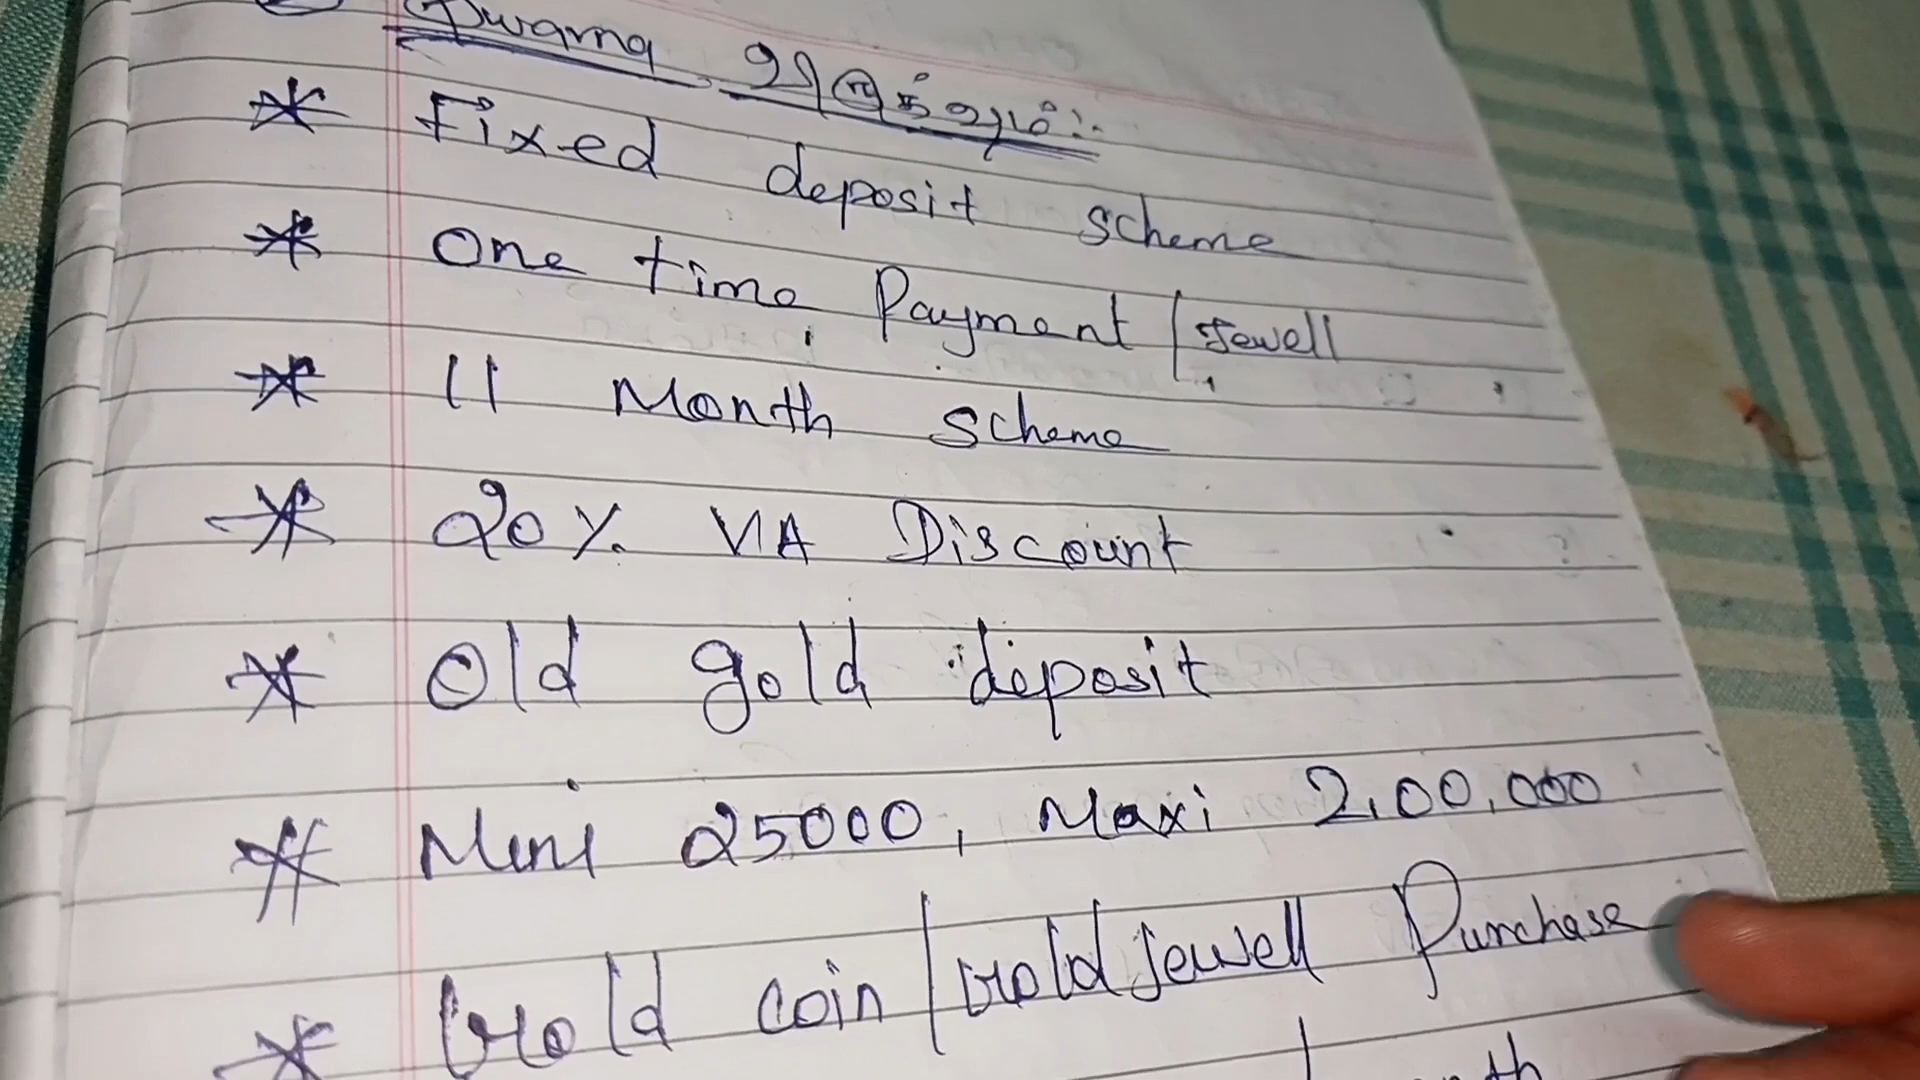 Swarna விருக்ஷம்:-
* Fixed deposit scheme
* One time Payment / Jewell
* 11 Month scheme
* 20% VA Discount
* Old gold deposit
* Mini 25000, Maxi 2,00,000
* Gold coin / Gold Jewell Purchase